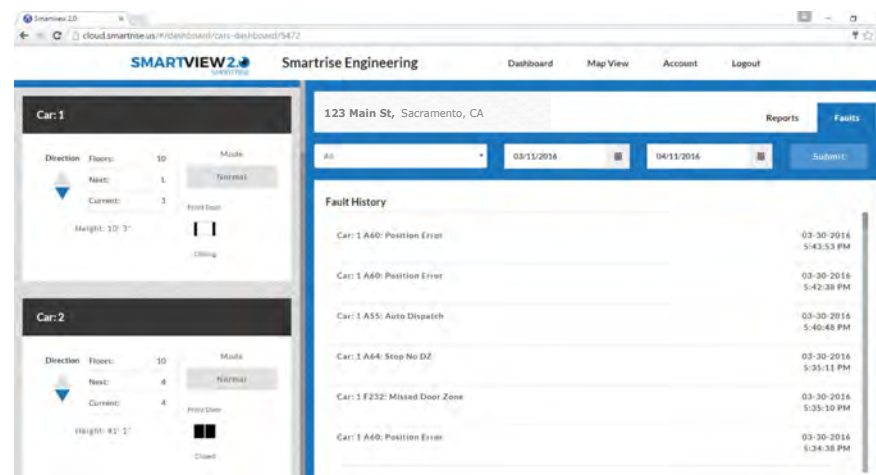 Smartview 2.0
cloud.smartrise.us/#/dashboard/cars-dashboard/5472
SMARTVIEW2.0
SMARTRISE
Smartrise Engineering
Dashboard
Map View
Account
Logout
Car: 1
Direction
Floors: 10
Next: 1
Current: 3
Height: 10' 3"
Mode
Normal
Front Door
Car: 2
Direction
Floors: 10
Next: 4
Current: 4
Height: 41' 1"
Mode
Normal
Front Door
Closed
123 Main St, Sacramento, CA
Reports
Faults
All
03/11/2016
04/11/2016
Submit
Fault History
Car: 1 A60: Position Error
03-30-2016
5:43:53 PM
Car: 1 A60: Position Error
03-30-2016
5:42:38 PM
Car: 1 A55: Auto Dispatch
03-30-2016
5:40:48 PM
Car: 1 A64: Stop No DZ
03-30-2016
5:35:11 PM
Car: 1 F232: Missed Door Zone
03-30-2016
5:35:10 PM
Car: 1 A60: Position Error
03-30-2016
5:34:38 PM